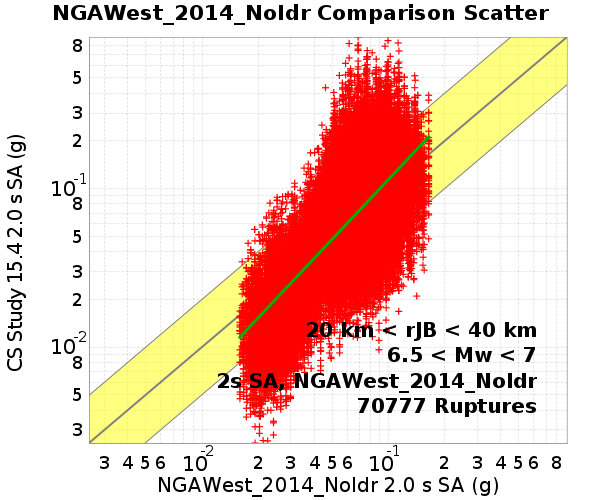 NGAWest_2014_NoIdr Comparison Scatter
8
5
3
2
10-1
8
5
3
2
10-2
8
5
3
CS Study 15.4 2.0 s SA (g)
20 km < rJB < 40 km
6.5 < Mw < 7
2s SA, NGAWest_2014_NoIdr
70777 Ruptures
3 4 5 6 10-2 2 3 4 5 6 10-1 2 3 4 5 6 8
NGAWest_2014_NoIdr 2.0 s SA (g)